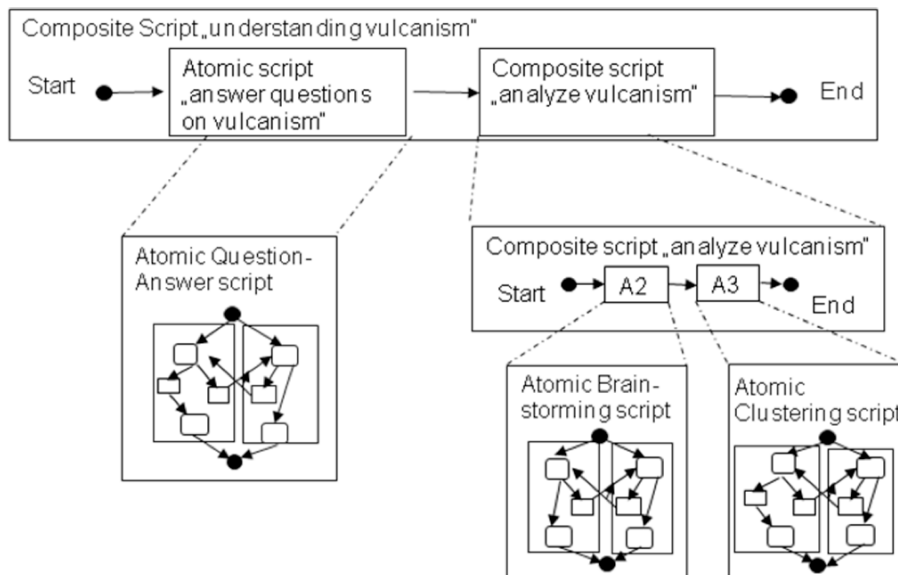 Composite Script „understanding vulcanism"
Start
Atomic script
„answer questions
on vulcanism"
Composite script
„analyze vulcanism"
End
Atomic Question-
Answer script
Composite script „analyze vulcanism"
Start
A2
A3
End
Atomic Brain-
storming script
Atomic
Clustering script